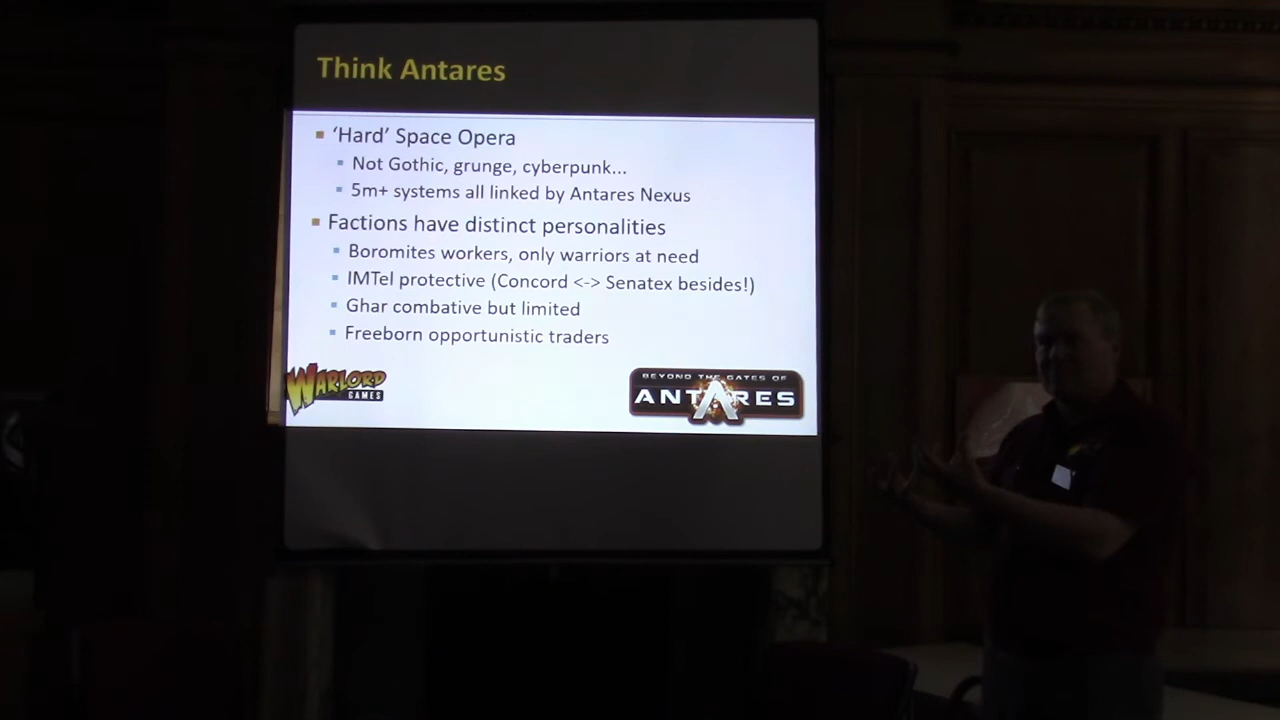 Think Antares
‘Hard’ Space Opera
Not Gothic, grunge, cyberpunk...
5m+ systems all linked by Antares Nexus
Factions have distinct personalities
Boromites workers, only warriors at need
IMTel protective (Concord <-> Senatex besides!)
Ghar combative but limited
Freeborn opportunistic traders
WARLORD
GAMES
BEYOND THE GATES OF
ANTARES